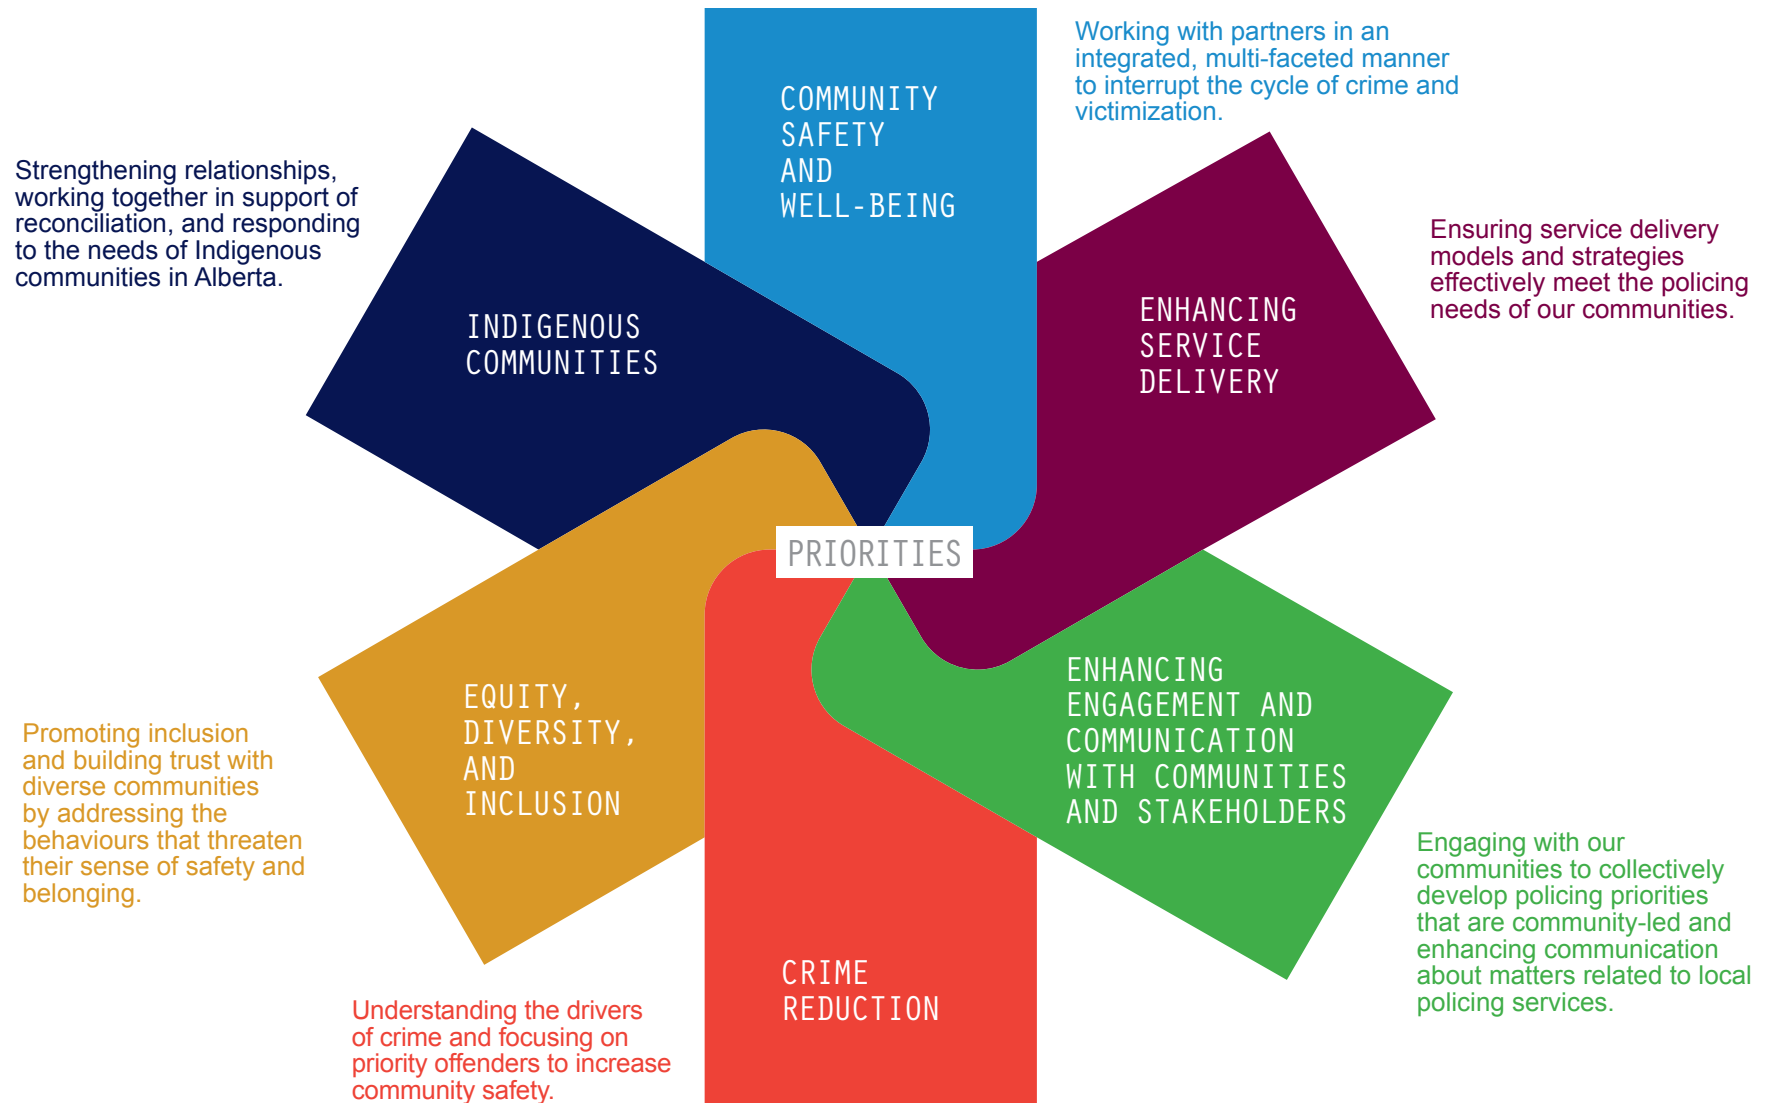 COMMUNITY
SAFETY
AND
WELL-BEING
Working with partners in an
integrated, multi-faceted manner
to interrupt the cycle of crime and
victimization.
ENHANCING
SERVICE
DELIVERY
Ensuring service delivery
models and strategies
effectively meet the policing
needs of our communities.
ENHANCING
ENGAGEMENT AND
COMMUNICATION
WITH COMMUNITIES
AND STAKEHOLDERS
Engaging with our
communities to collectively
develop policing priorities
that are community-led and
enhancing communication
about matters related to local
policing services.
CRIME
REDUCTION
Understanding the drivers
of crime and focusing on
priority offenders to increase
community safety.
EQUITY,
DIVERSITY,
AND
INCLUSION
Promoting inclusion
and building trust with
diverse communities
by addressing the
behaviours that threaten
their sense of safety and
belonging.
INDIGENOUS
COMMUNITIES
Strengthening relationships,
working together in support of
reconciliation, and responding
to the needs of Indigenous
communities in Alberta.
PRIORITIES